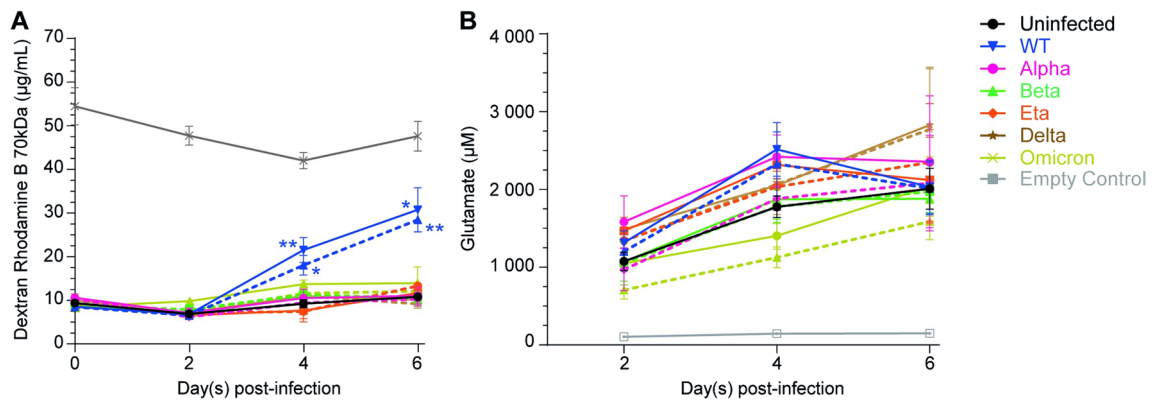 A
Dextran Rhodamine B 70kDa (µg/mL)
70
60
50
40
30
20
10
0
**
*
*
**
0
2
4
6
Day(s) post-infection
B
Glutamate (µM)
4 000
3 000
2 000
1 000
0
2
4
6
Day(s) post-infection
Uninfected
WT
Alpha
Beta
Eta
Delta
Omicron
Empty Control